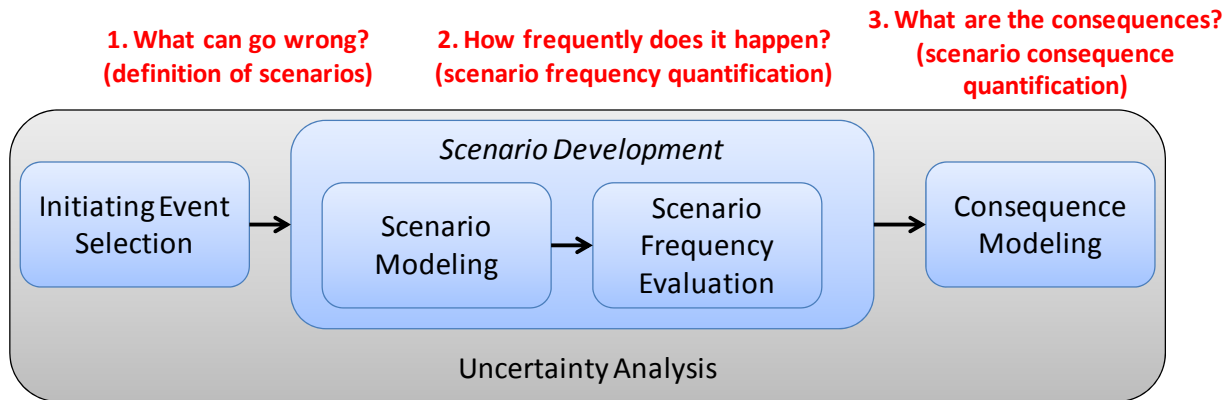 1. What can go wrong?
(definition of scenarios)
2. How frequently does it happen?
(scenario frequency quantification)
3. What are the consequences?
(scenario consequence
quantification)
Scenario Development
Initiating Event
Selection
Scenario
Modeling
Scenario
Frequency
Evaluation
Consequence
Modeling
Uncertainty Analysis